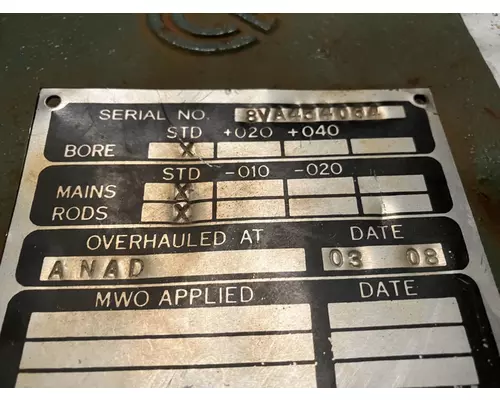 SERIAL NO. 8VA454064
STD +020 +040
BORE X
STD -010 -020
MAINS X
RODS X
OVERHAULED AT DATE
ANAD 03 08
MWO APPLIED DATE